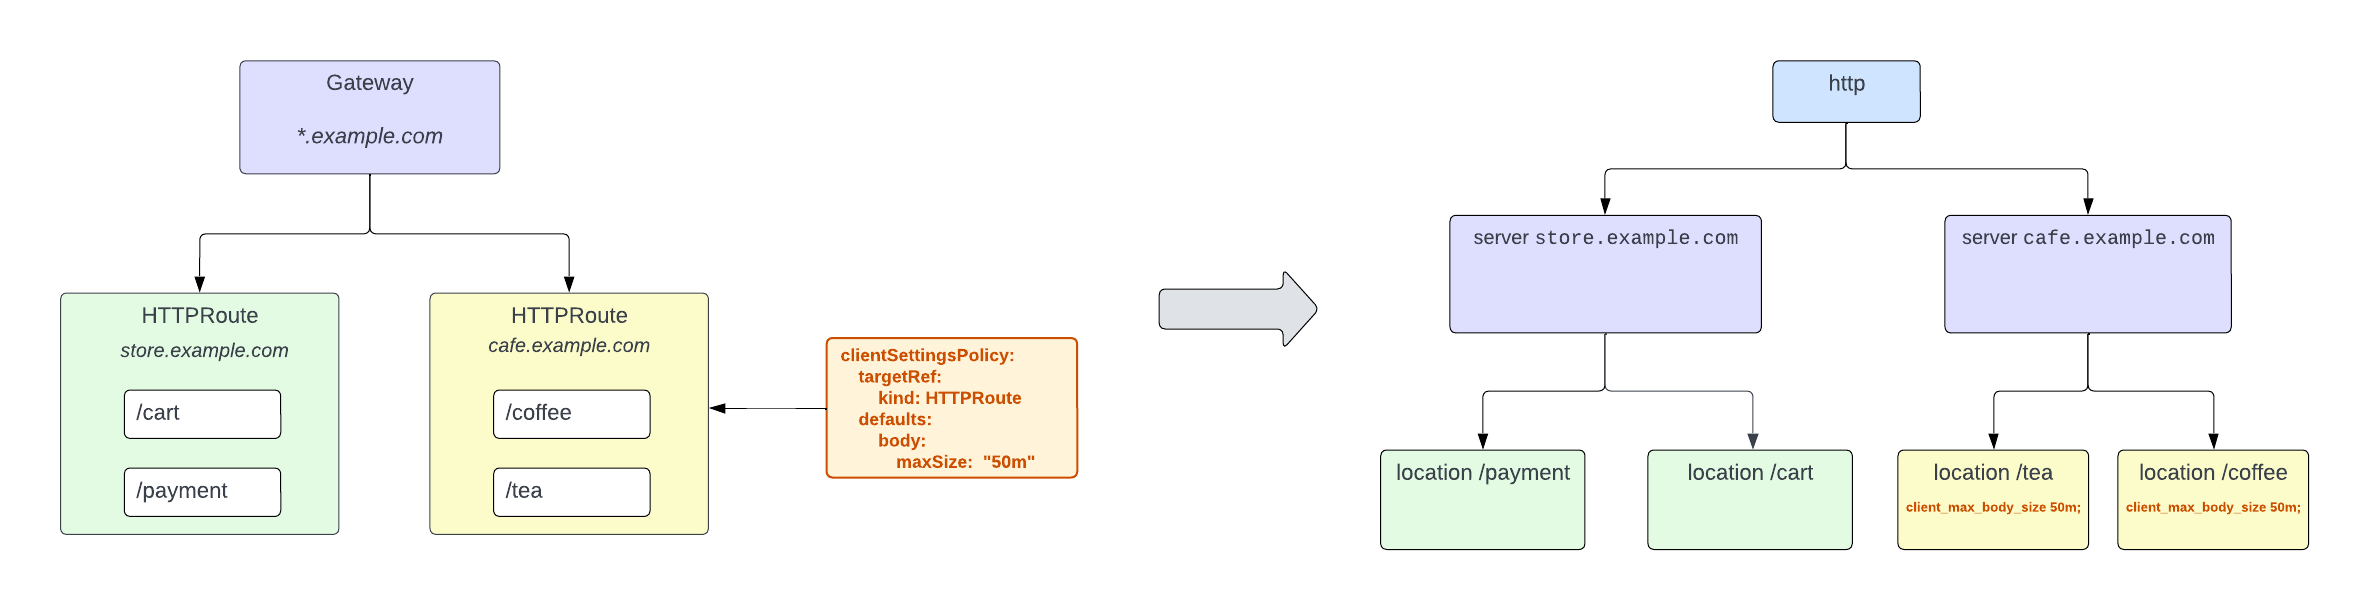 Gateway
*.example.com
HTTPRoute
store.example.com
/cart
/payment
HTTPRoute
cafe.example.com
/coffee
/tea
clientSettingsPolicy:
targetRef:
kind: HTTPRoute
defaults:
body:
maxSize: "50m"
http
server store.example.com
server cafe.example.com
location /payment
location /cart
location /tea
client_max_body_size 50m;
location /coffee
client_max_body_size 50m;